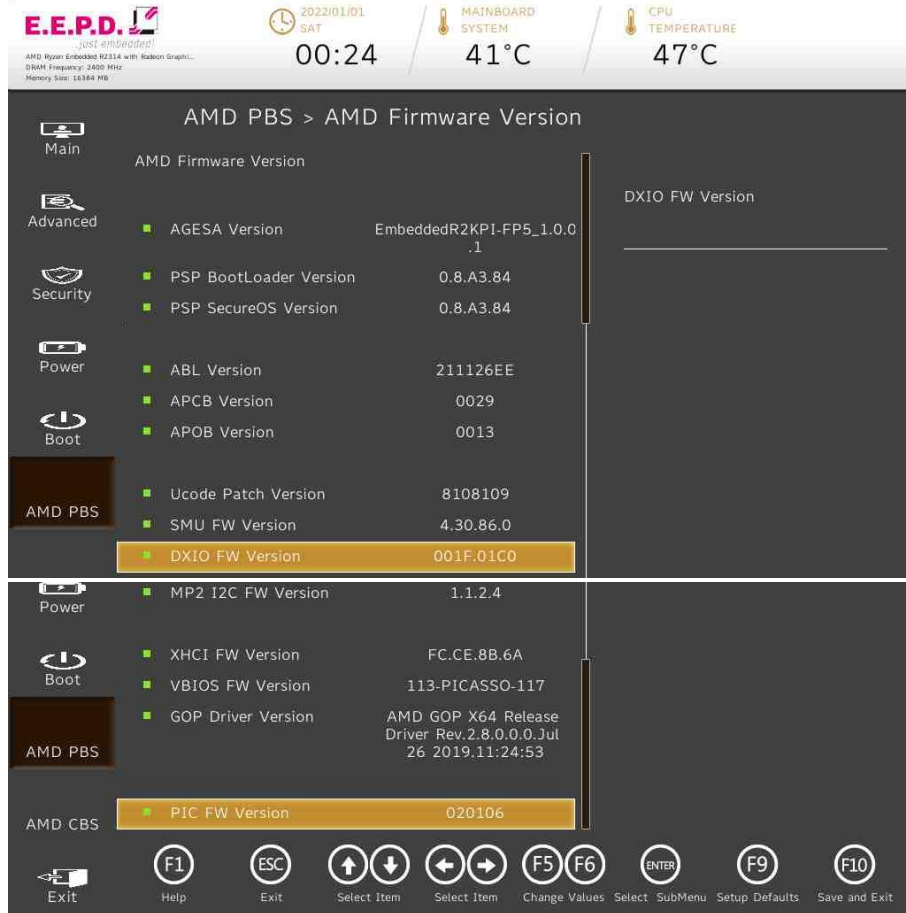 E.E.P.D.
just embedded!
AMD Ryzen Embedded R2314 with Radeon Graphi...
DRAM Frequency: 2400 MHz
Memory Size: 16384 MB
2022/01/01
SAT
00:24
MAINBOARD
SYSTEM
41°C
CPU
TEMPERATURE
47°C
Main
Advanced
Security
Power
Boot
AMD PBS
AMD PBS > AMD Firmware Version
AMD Firmware Version
AGESA Version EmbeddedR2KPI-FP5_1.0.0
.1
PSP BootLoader Version 0.8.A3.84
PSP SecureOS Version 0.8.A3.84
ABL Version 211126EE
APCB Version 0029
APOB Version 0013
Ucode Patch Version 8108109
SMU FW Version 4.30.86.0
DXIO FW Version 001F.01C0
DXIO FW Version
Power
Boot
AMD PBS
AMD CBS
Exit
MP2 I2C FW Version 1.1.2.4
XHCI FW Version FC.CE.8B.6A
VBIOS FW Version 113-PICASSO-117
GOP Driver Version AMD GOP X64 Release
Driver Rev.2.8.0.0.0.Jul
26 2019.11:24:53
PIC FW Version 020106
F1
Help
ESC
Exit
Select Item
Select Item
F5 F6
Change Values
ENTER
Select SubMenu
F9
Setup Defaults
F10
Save and Exit